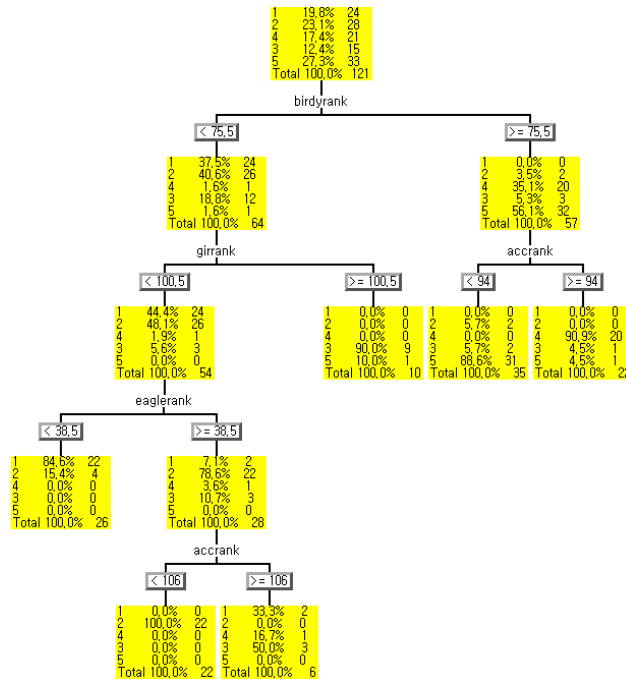 1 19,8% 24
2 23,1% 28
4 17,4% 21
3 12,4% 15
5 27,3% 33
Total 100,0% 121
birdyrank
< 75,5
>= 75,5
1 37,5% 24
2 40,6% 26
4 1,6% 1
3 18,8% 12
5 1,6% 1
Total 100,0% 64
1 0,0% 0
2 3,5% 2
4 35,1% 20
3 5,3% 3
5 56,1% 32
Total 100,0% 57
girrank
accrank
< 100,5
>= 100,5
< 94
>= 94
1 44,4% 24
2 48,1% 26
4 1,9% 1
3 5,6% 3
5 0,0% 0
Total 100,0% 54
1 0,0% 0
2 0,0% 0
4 0,0% 0
3 90,0% 9
5 10,0% 1
Total 100,0% 10
1 0,0% 0
2 5,7% 2
4 0,0% 0
3 5,7% 2
5 88,6% 31
Total 100,0% 35
1 0,0% 0
2 0,0% 0
4 90,9% 20
3 4,5% 1
5 4,5% 1
Total 100,0% 22
eaglerank
< 38,5
>= 38,5
1 84,6% 22
2 15,4% 4
4 0,0% 0
3 0,0% 0
5 0,0% 0
Total 100,0% 26
1 7,1% 2
2 78,6% 22
4 3,6% 1
3 10,7% 3
5 0,0% 0
Total 100,0% 28
accrank
< 106
>= 106
1 0,0% 0
2 100,0% 22
4 0,0% 0
3 0,0% 0
5 0,0% 0
Total 100,0% 22
1 33,3% 2
2 0,0% 0
4 16,7% 1
3 50,0% 3
5 0,0% 0
Total 100,0% 6